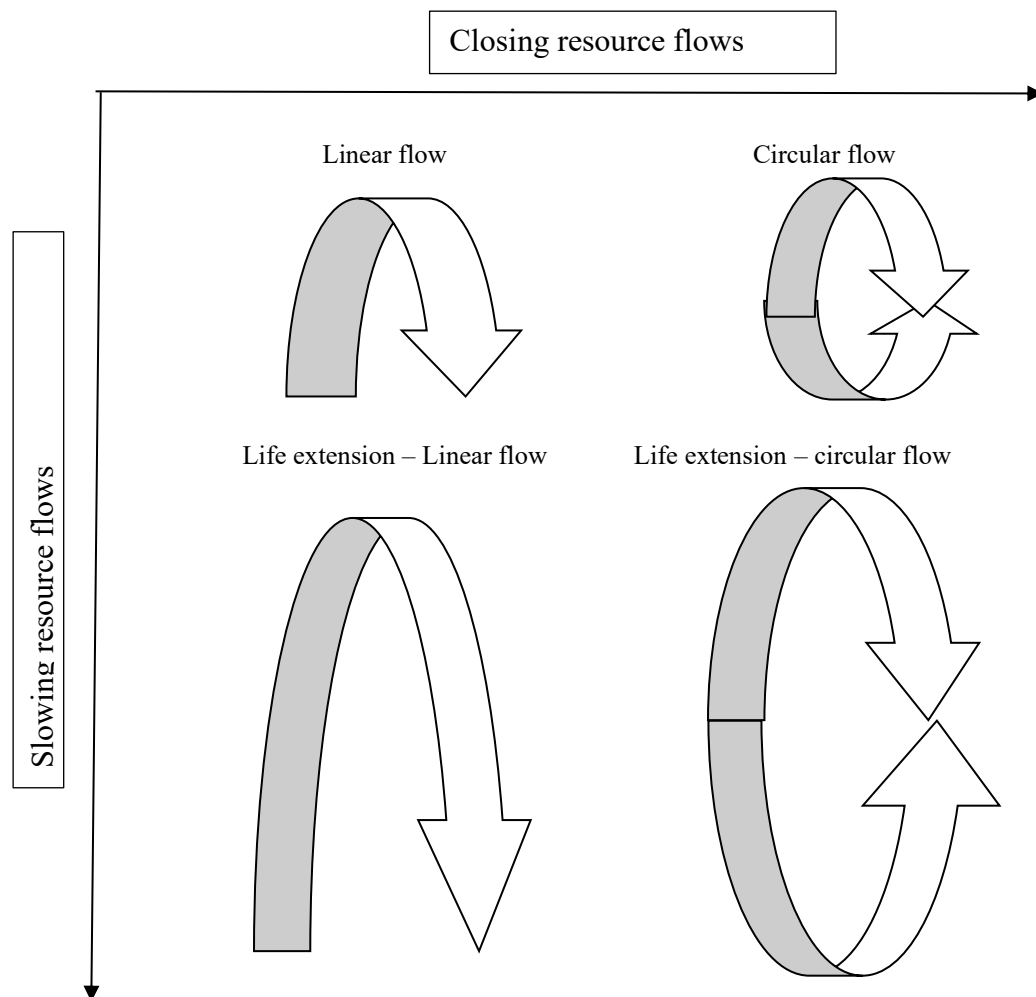 Closing resource flows
Linear flow
Circular flow
Slowing resource flows
Life extension – Linear flow
Life extension – circular flow